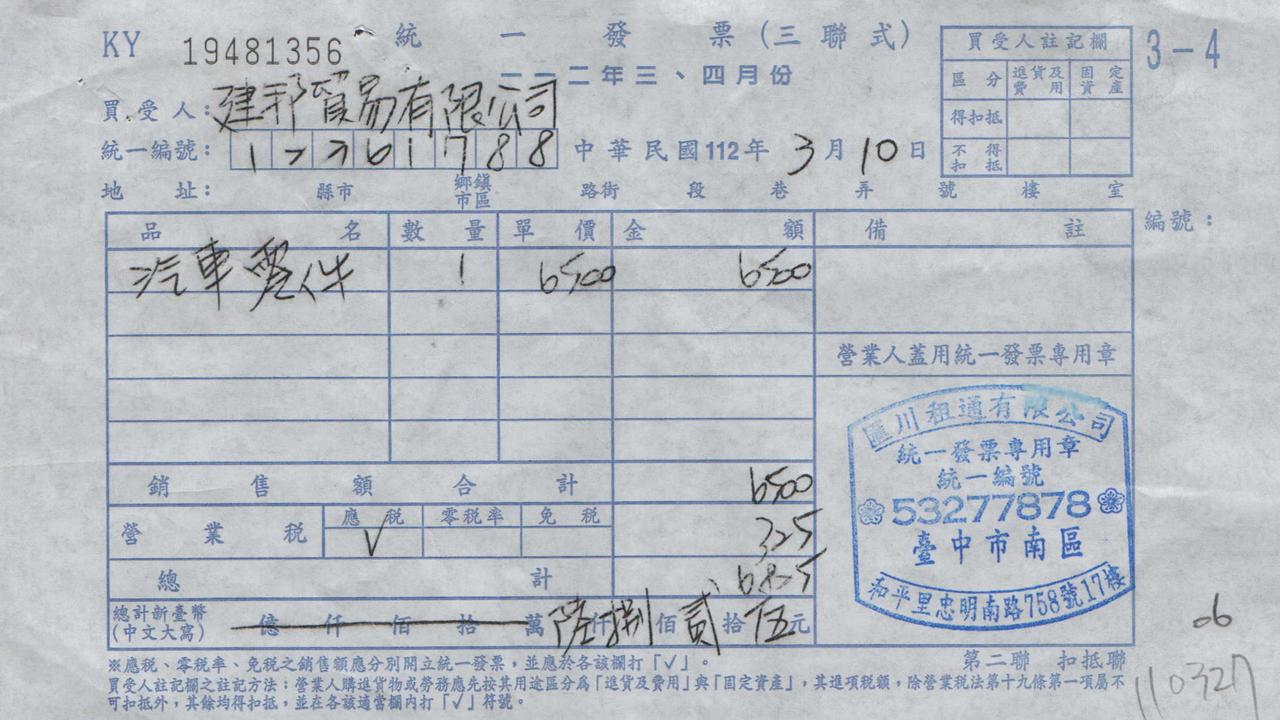 KY 19481356
統一發票(三聯式)
一一二年三、四月份
3-4
買受人註記欄
區分 進貨及費用 固定資產
得扣抵
不得扣抵
買受人:建邦貿易有限公司
統一編號: 中華民國112年3月10日
地址: 縣市 鄉鎮市區 路街 段 巷 弄 號 樓 室
品名 數量 單價 金額 備註 編號:
汽車零件 1 6500 6500
營業人蓋用統一發票專用章
匯川租通有限公司
統一發票專用章
統一編號
53277878
臺中市南區
和平里忠明南路758號17樓
銷售額合計 6500
營業稅 應稅 零稅率 免稅
√ 325
總計 6825
總計新臺幣(中文大寫) 億仟佰拾萬陸仟捌佰貳拾伍元
06
※應稅、零稅率、免稅之銷售額應分別開立統一發票,並應於各該欄打「√」。
第二聯 扣抵聯
買受人註記欄之註記方法:營業人購進貨物或勞務應先按其用途區分為「進貨及費用」與「固定資產」,其進項稅額,除營業稅法第十九條第一項屬不
可扣抵外,其餘均得扣抵,並在各該適當欄內打「√」符號。
110327